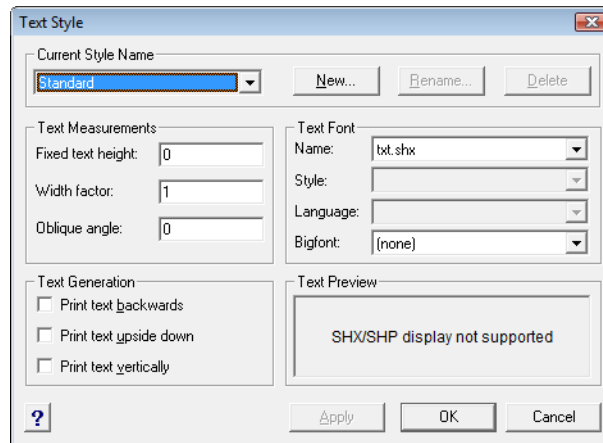 Text Style
Current Style Name
Standard
New...
Rename...
Delete
Text Measurements
Fixed text height: 0
Width factor: 1
Oblique angle: 0
Text Font
Name: txt.shx
Style:
Language:
Bigfont: (none)
Text Generation
Print text backwards
Print text upside down
Print text vertically
Text Preview
SHX/SHP display not supported
?
Apply
OK
Cancel